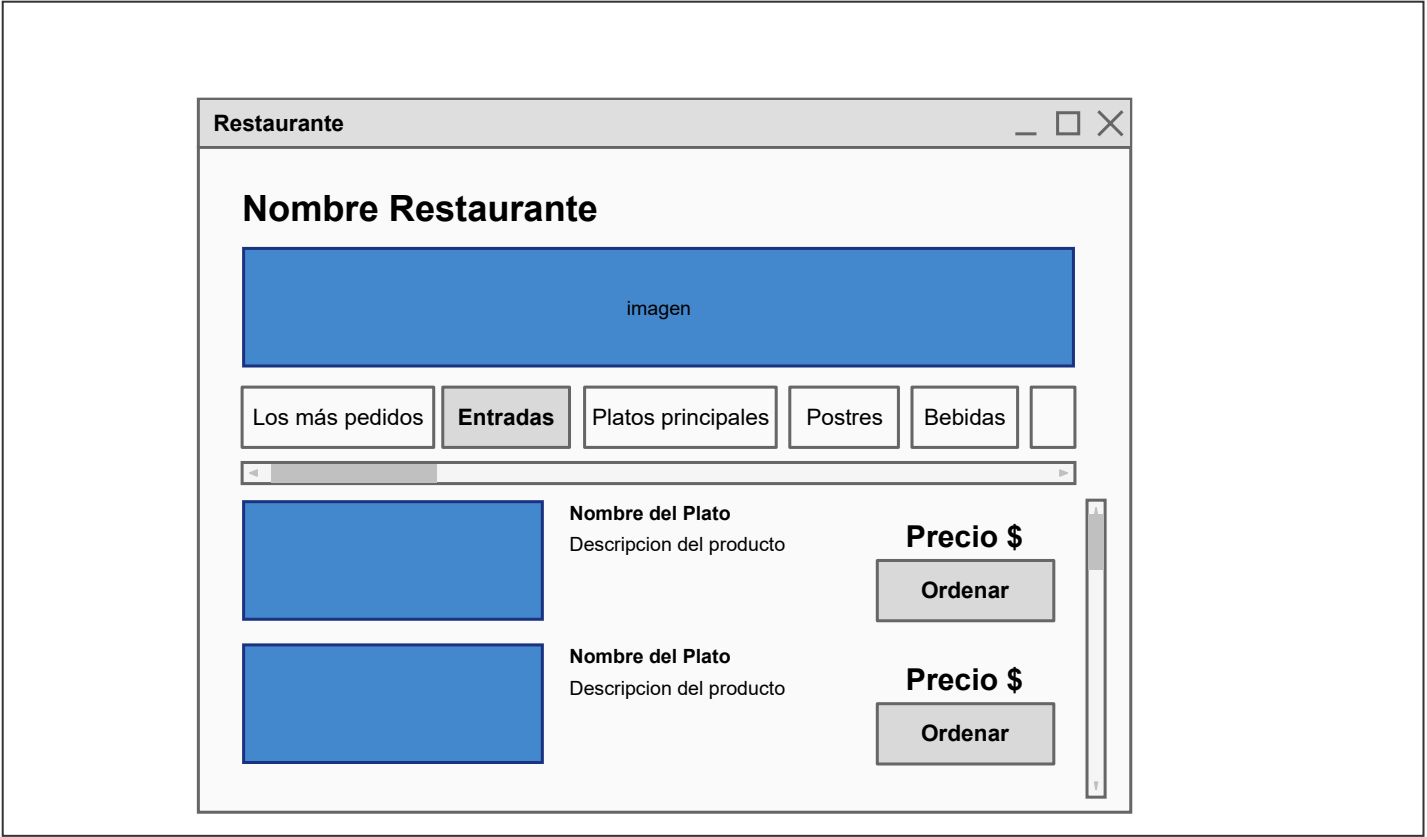 Restaurante
Nombre Restaurante
imagen
Los más pedidos
Entradas
Platos principales
Postres
Bebidas
Nombre del Plato
Descripcion del producto
Precio $
Ordenar
Nombre del Plato
Descripcion del producto
Precio $
Ordenar